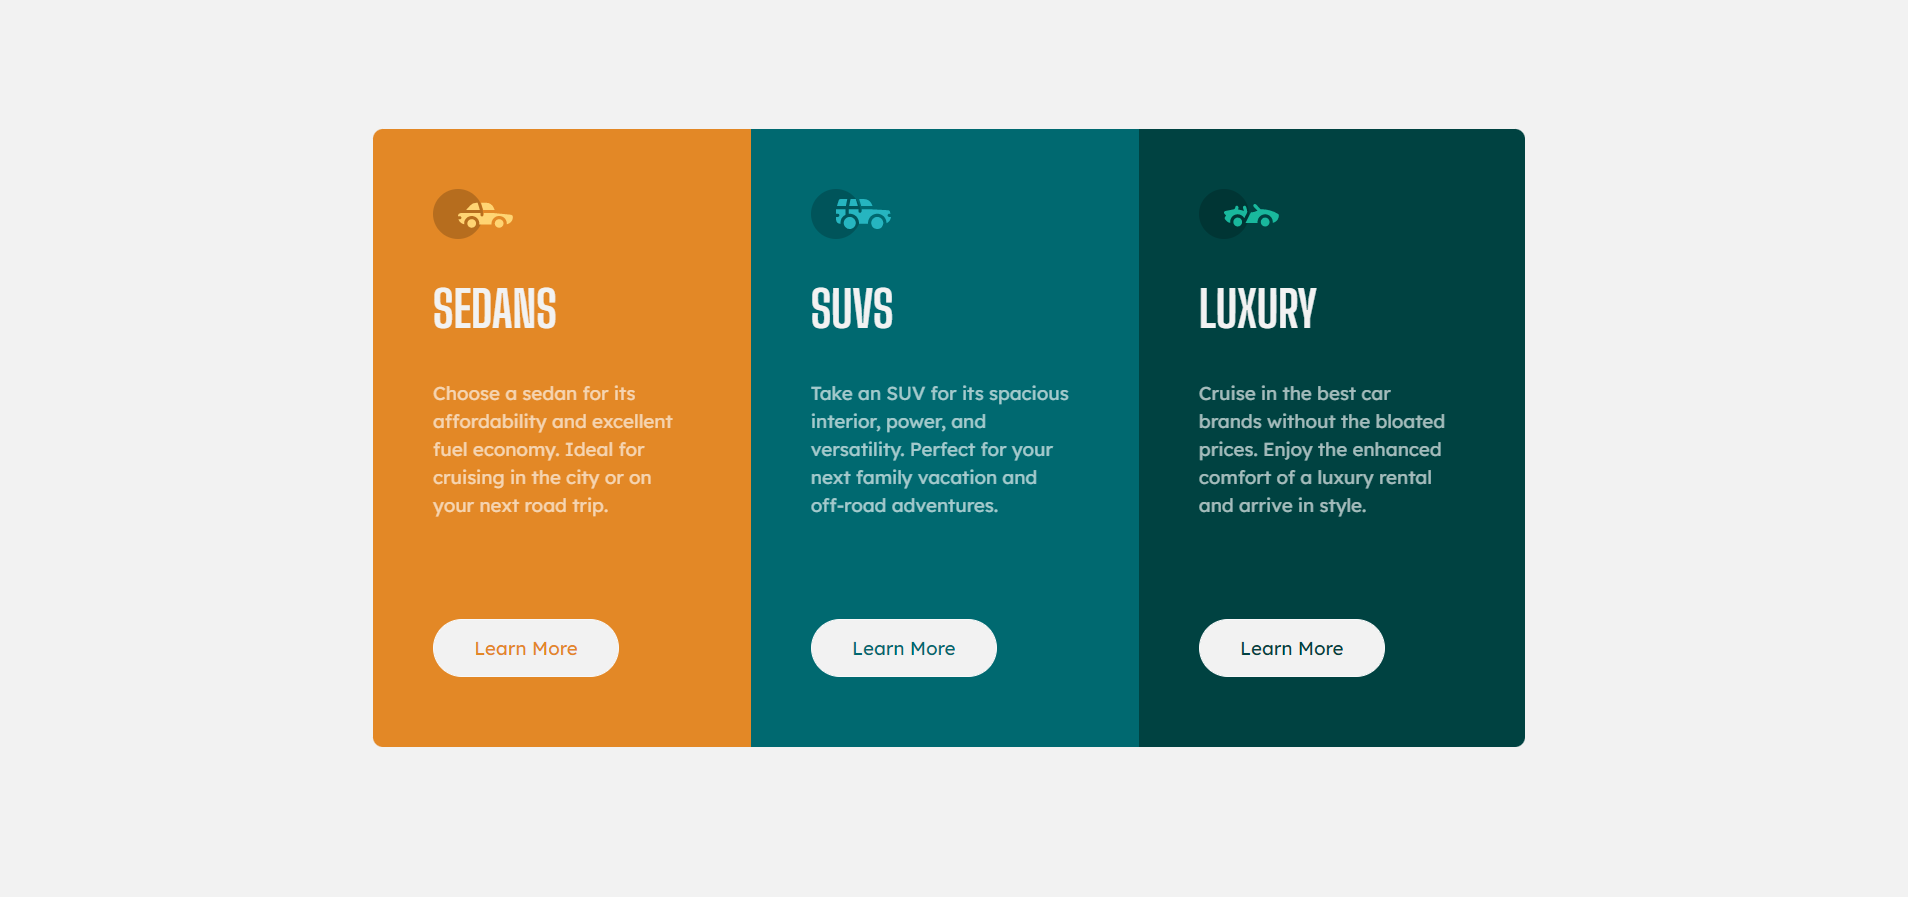 SEDANS
Choose a sedan for its
affordability and excellent
fuel economy. Ideal for
cruising in the city or on
your next road trip.
Learn More
SUVS
Take an SUV for its spacious
interior, power, and
versatility. Perfect for your
next family vacation and
off-road adventures.
Learn More
LUXURY
Cruise in the best car
brands without the bloated
prices. Enjoy the enhanced
comfort of a luxury rental
and arrive in style.
Learn More